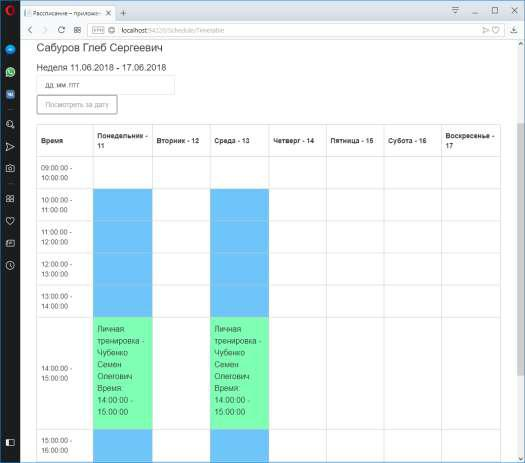 Рассписание – приложен
VPN
localhost:94220/Schedule/Timetable
Сабуров Глеб Сергеевич
Неделя 11.06.2018 - 17.06.2018
дд.мм.гггг
Посмотреть за дату
Время
Понедельник -
11
Вторник - 12
Среда - 13
Четверг - 14
Пятница - 15
Субота - 16
Воскресенье -
17
09:00:00 -
10:00:00
10:00:00 -
11:00:00
11:00:00 -
12:00:00
12:00:00 -
13:00:00
13:00:00 -
14:00:00
14:00:00 -
15:00:00
Личная
тренировка -
Чубенко
Семен
Олегович
Время:
14:00:00 -
15:00:00
Личная
тренировка -
Чубенко
Семен
Олегович
Время:
14:00:00 -
15:00:00
15:00:00 -
16:00:00